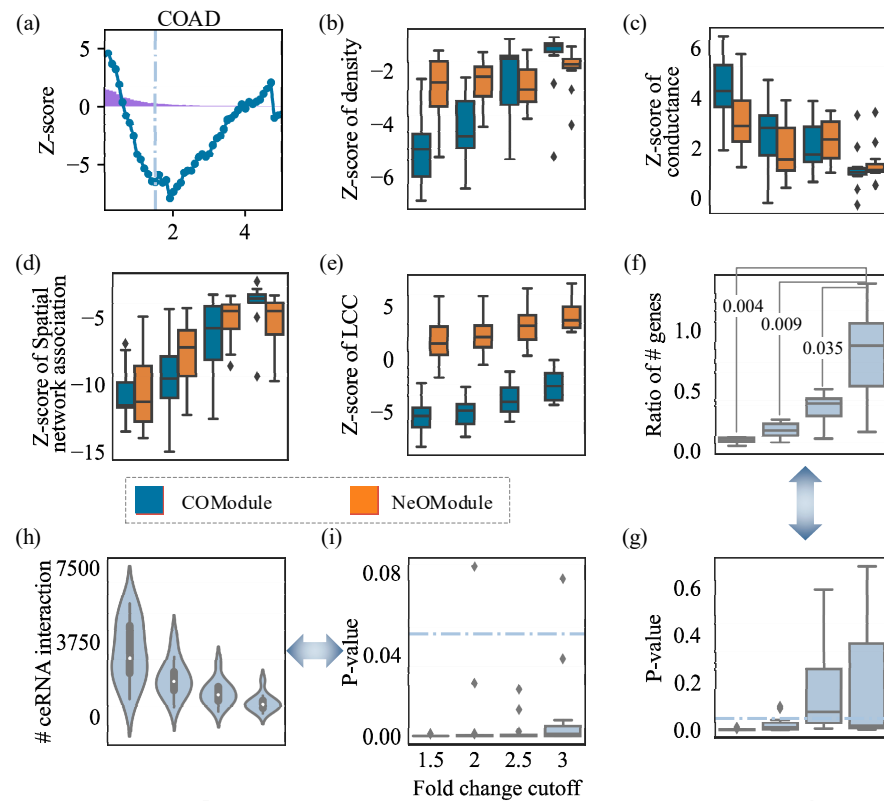 (a)
COAD
Z-score
5
0
−5
2
4
(b)
Z-score of density
−2
−4
−6
(c)
Z-score of
conductance
6
4
2
0
(d)
Z-score of Spatial
network association
−5
−10
−15
(e)
Z-score of LCC
5
0
−5
(f)
Ratio of # genes
1.0
0.5
0.0
0.004
0.009
0.035
COModule
NeOModule
(h)
# ceRNA interaction
7500
3750
0
(i)
P-value
0.08
0.04
0.00
1.5
2
2.5
3
Fold change cutoff
(g)
P-value
0.6
0.4
0.2
0.0